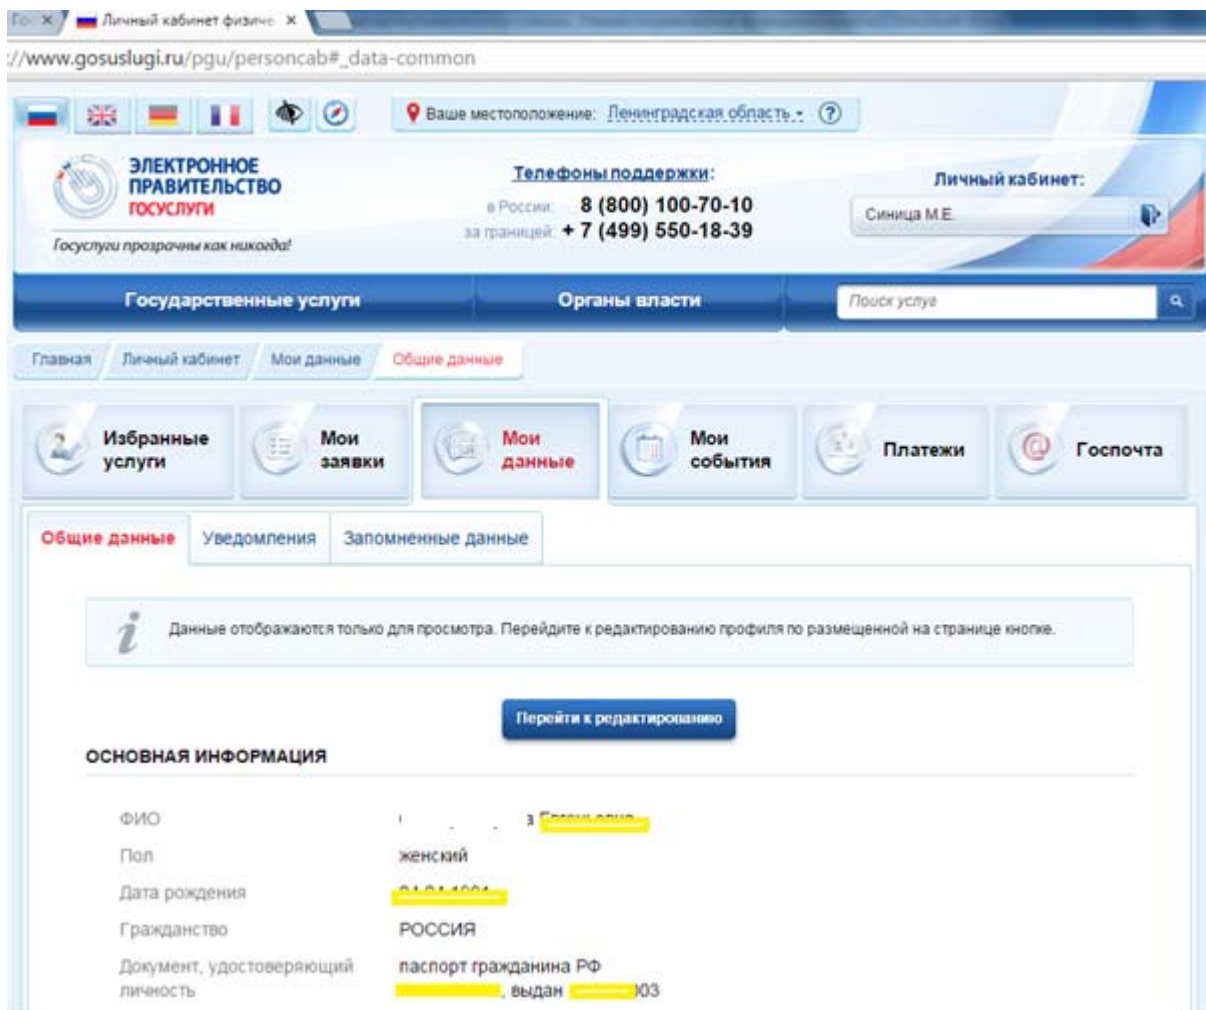 Личный кабинет физиче
://www.gosuslugi.ru/pgu/personcab#_data-common
Ваше местоположение: Ленинградская область
?
ЭЛЕКТРОННОЕ
ПРАВИТЕЛЬСТВО
ГОСУСЛУГИ
Госуслуги прозрачны как никогда!
Телефоны поддержки:
в России: 8 (800) 100-70-10
за границей: + 7 (499) 550-18-39
Личный кабинет:
Синица М.Е.
Государственные услуги
Органы власти
Поиск услуг
Главная
Личный кабинет
Мои данные
Общие данные
Избранные
услуги
Мои
заявки
Мои
данные
Мои
события
Платежи
Госпочта
Общие данные
Уведомления
Запомненные данные
Данные отображаются только для просмотра. Перейдите к редактированию профиля по размещенной на странице кнопке.
Перейти к редактированию
ОСНОВНАЯ ИНФОРМАЦИЯ
ФИО
Пол женский
Дата рождения
Гражданство РОССИЯ
Документ, удостоверяющий паспорт гражданина РФ
личность , выдан 003